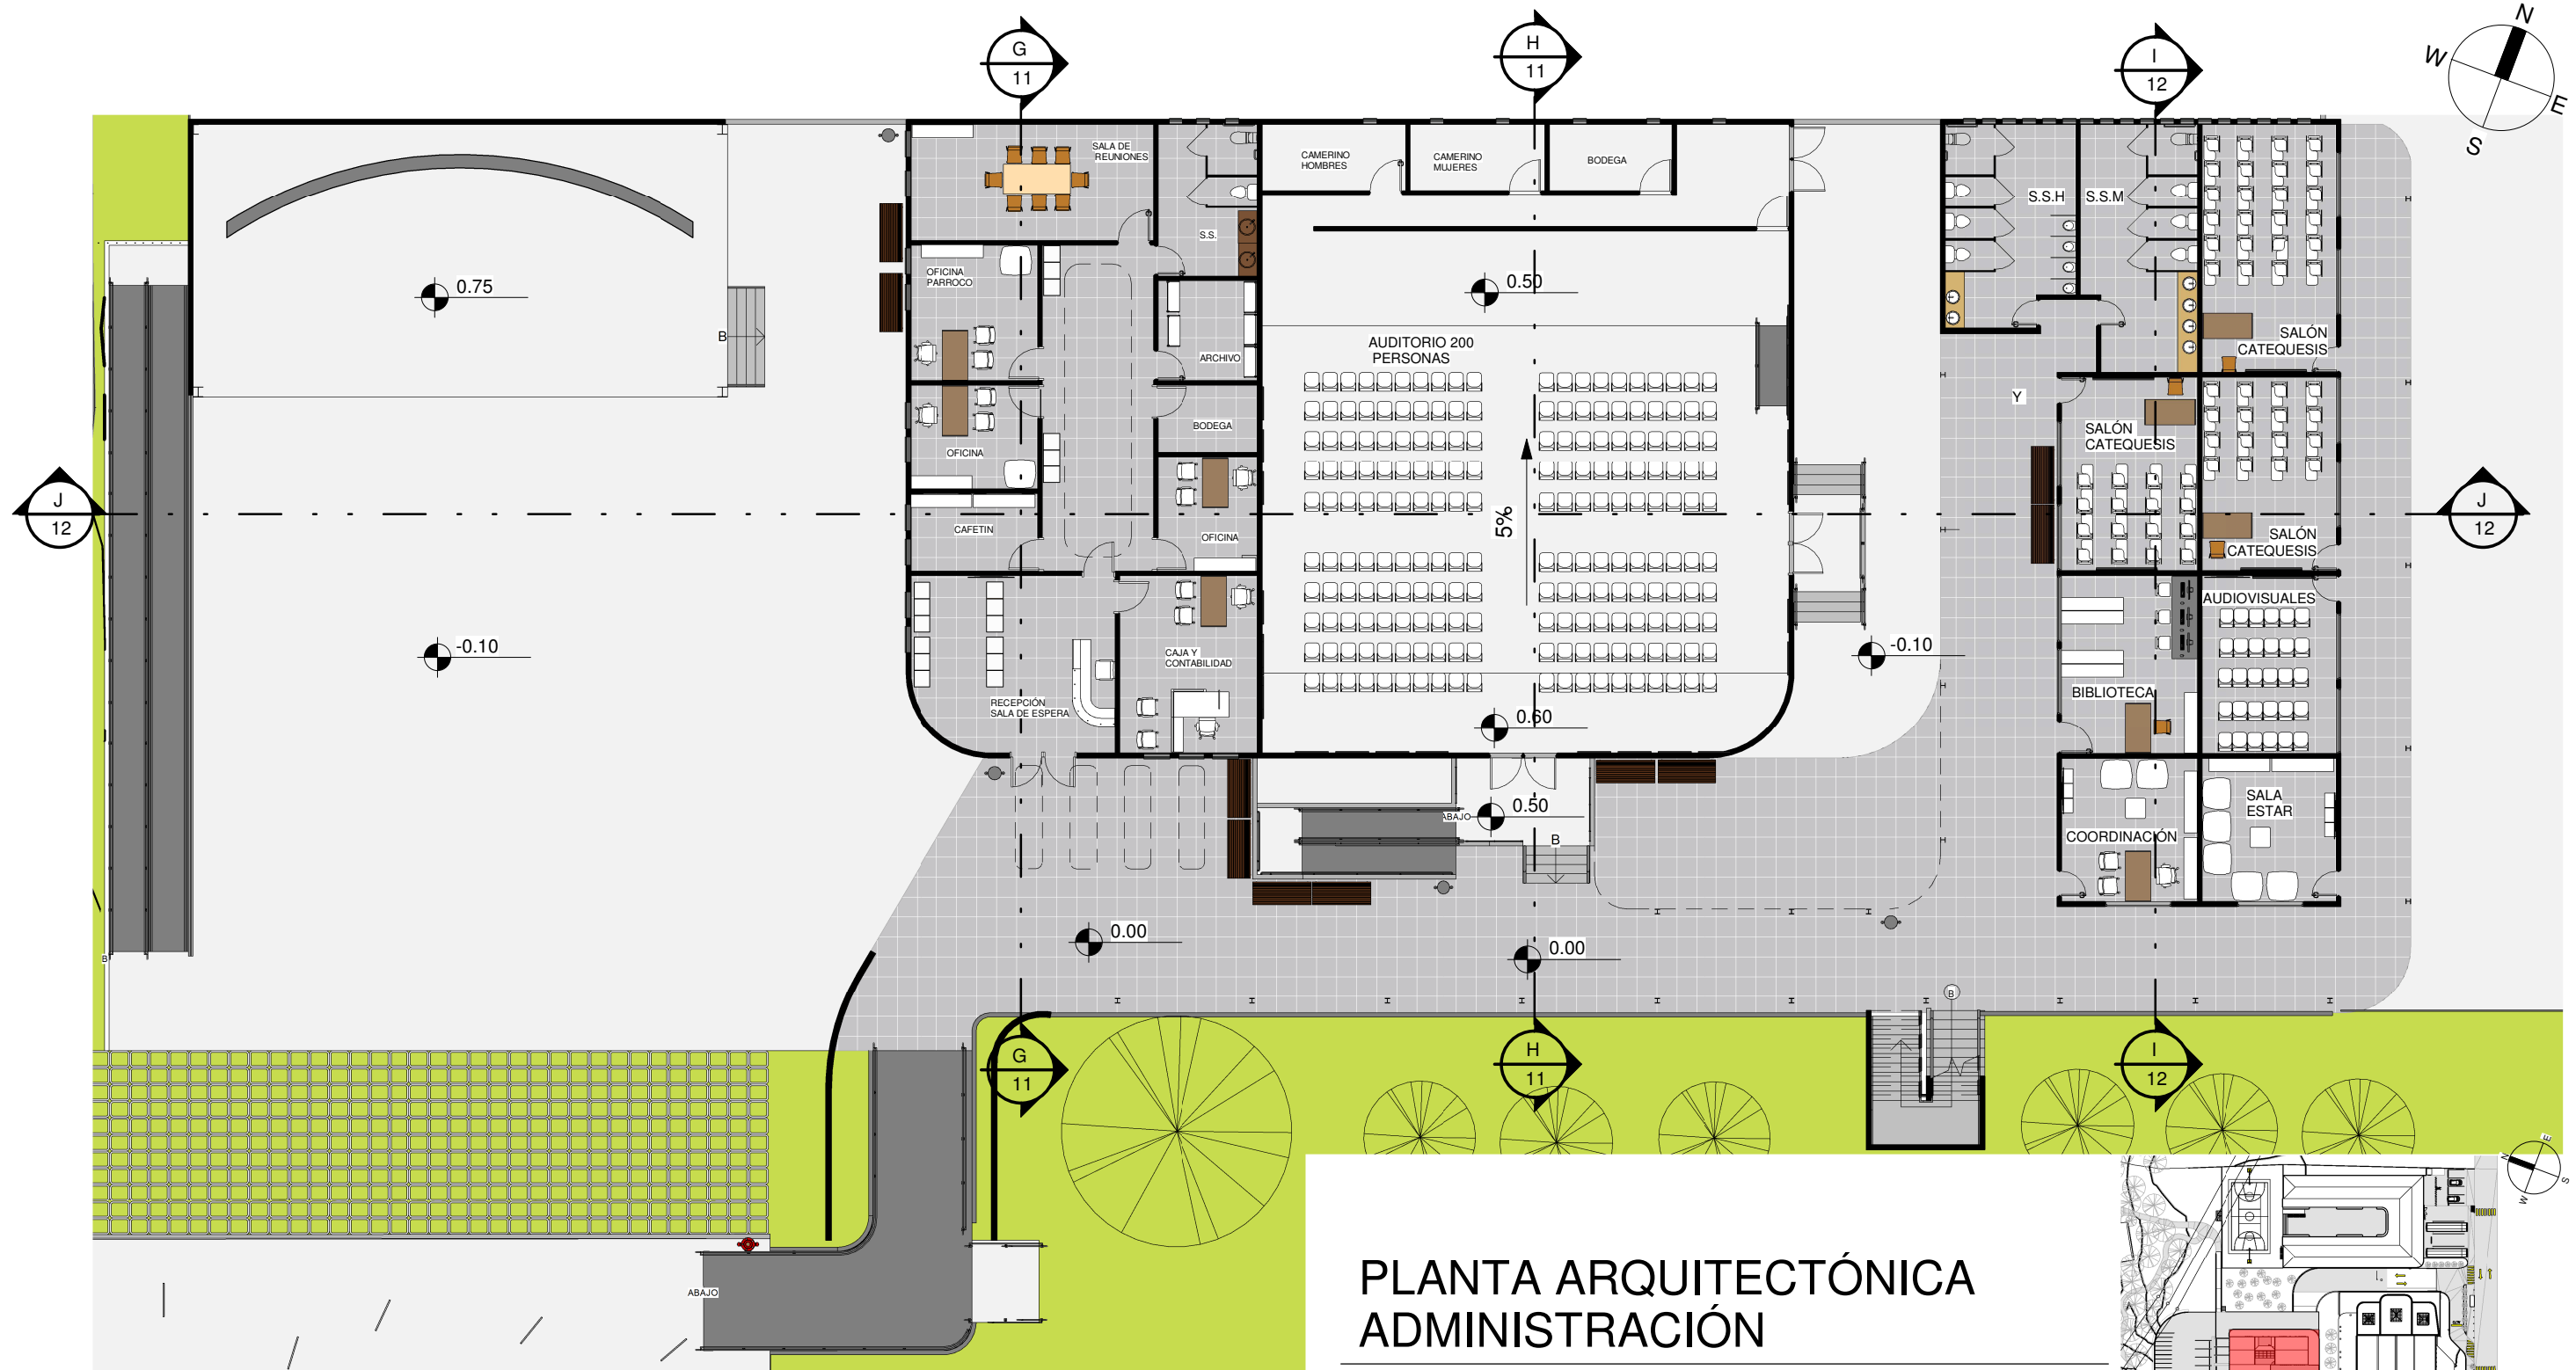 G
11
H
11
I
12
N
W
E
S
SALA DE
REUNIONES
CAMERINO
HOMBRES
CAMERINO
MUJERES
BODEGA
S.S.H
S.S.M
S.S.
OFICINA
PARROCO
0.75
0.50
B
SALÓN
CATEQUESIS
AUDITORIO 200
PERSONAS
ARCHIVO
Y
BODEGA
SALÓN
CATEQUESIS
OFICINA
J
12
J
12
5%
CAFETIN
OFICINA
SALÓN
CATEQUESIS
AUDIOVISUALES
-0.10
-0.10
CAJA Y
CONTABILIDAD
BIBLIOTECA
RECEPCIÓN
SALA DE ESPERA
0.60
SALA
ESTAR
0.50
ABAJO
B
COORDINACIÓN
0.00
0.00
B
B
G
11
H
11
I
12
N
E
W
S
ABAJO
PLANTA ARQUITECTÓNICA
ADMINISTRACIÓN